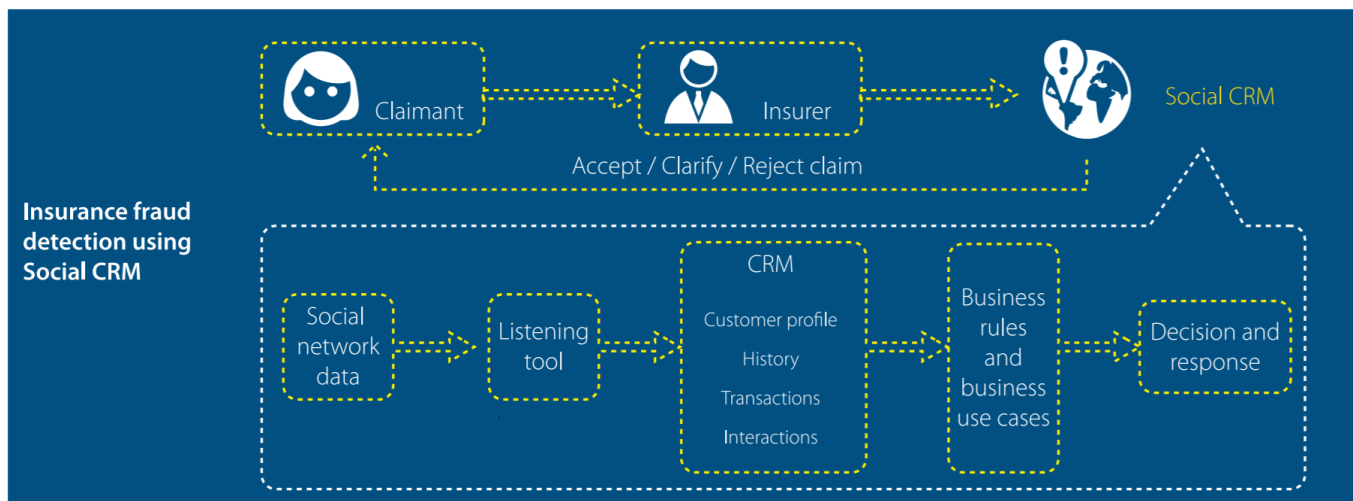 Claimant
Insurer
Social CRM
Accept / Clarify / Reject claim
Insurance fraud
detection using
Social CRM
Social
network
data
Listening
tool
CRM
Customer profile
History
Transactions
Interactions
Business
rules
and
business
use cases
Decision and
response